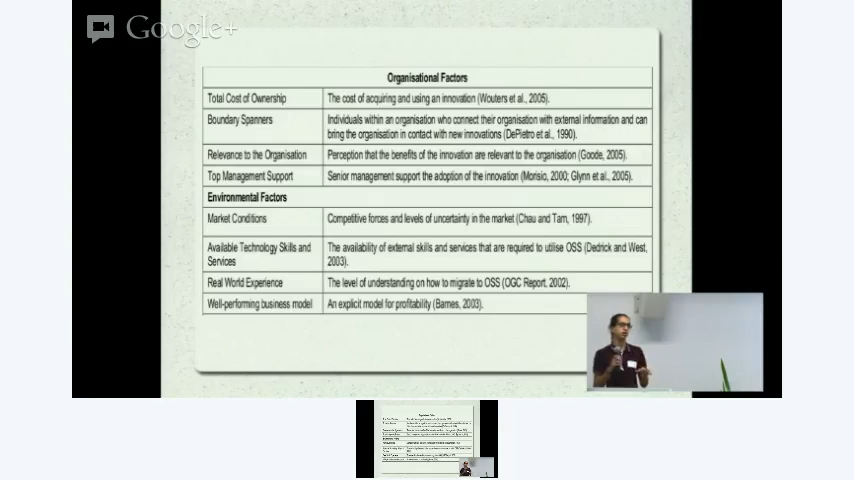 Google+
Organisational Factors
Total Cost of Ownership
The cost of acquiring and using an innovation (Wouters et al., 2005).
Boundary Spanners
Individuals within an organisation who connect their organisation with external information and can
bring the organisation in contact with new innovations (DePietro et al., 1990).
Relevance to the Organisation
Perception that the benefits of the innovation are relevant to the organisation (Goode, 2005).
Top Management Support
Senior management support the adoption of the innovation (Morisio, 2000; Glynn et al., 2005).
Environmental Factors
Market Conditions
Competitive forces and levels of uncertainty in the market (Chau and Tam, 1997).
Available Technology Skills and
Services
The availability of external skills and services that are required to utilise OSS (Dedrick and West,
2003).
Real World Experience
The level of understanding on how to migrate to OSS (OGC Report, 2002).
Well-performing business model
An explicit model for profitability (Barnes, 2003).